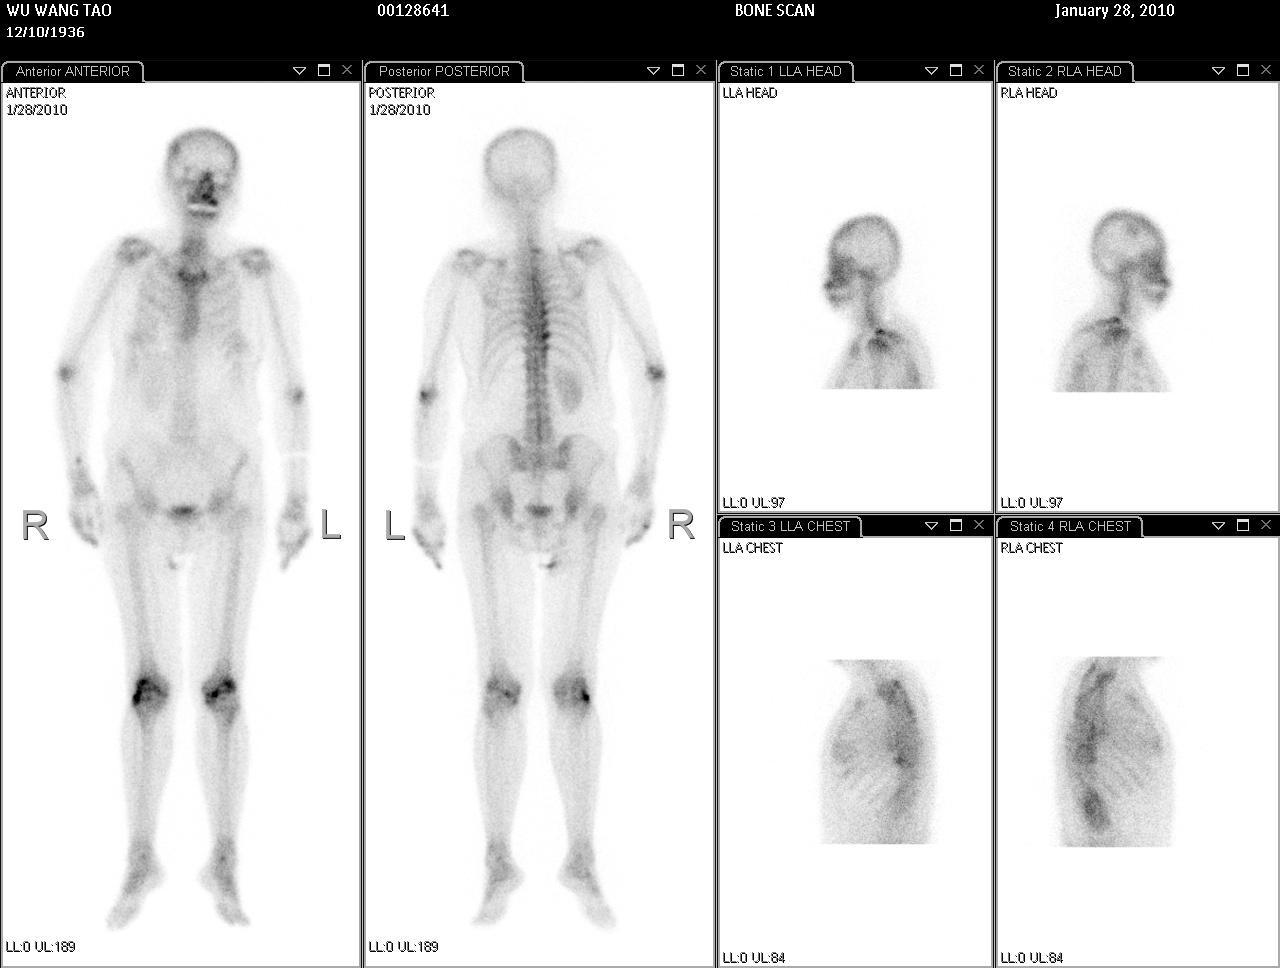 WU WANG TAO 00128641 BONE SCAN January 28, 2010
12/10/1936
Anterior ANTERIOR
ANTERIOR
1/28/2010
R
L
LL:0 UL:189
Posterior POSTERIOR
POSTERIOR
1/28/2010
L
R
LL:0 UL:189
Static 1 LLA HEAD
LLA HEAD
LL:0 UL:97
Static 2 RLA HEAD
RLA HEAD
LL:0 UL:97
Static 3 LLA CHEST
LLA CHEST
LL:0 UL:84
Static 4 RLA CHEST
RLA CHEST
LL:0 UL:84